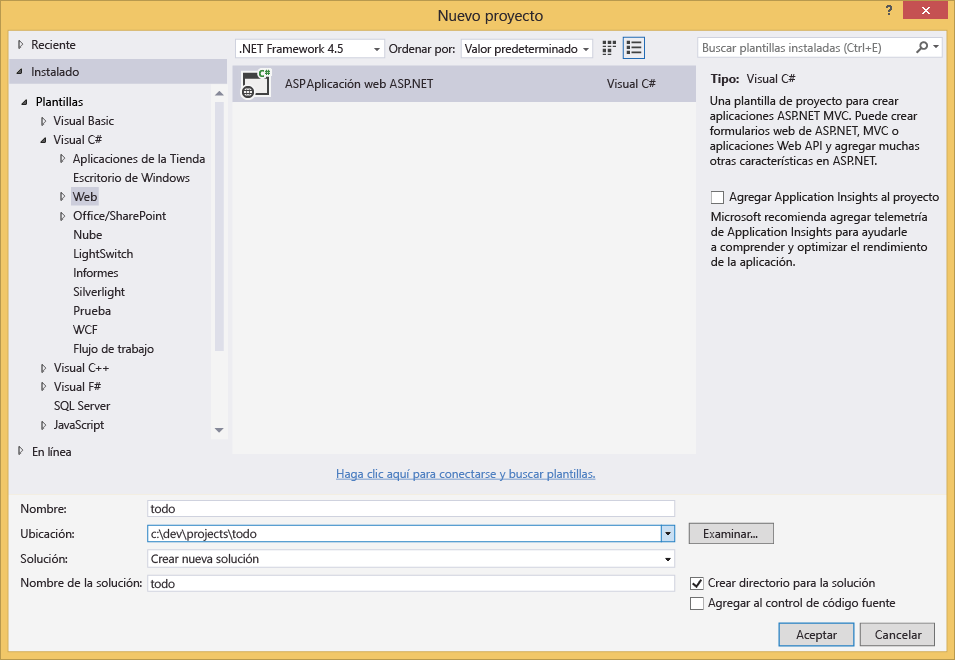 Nuevo proyecto
?
Reciente
Instalado
Plantillas
Visual Basic
Visual C#
Aplicaciones de la Tienda
Escritorio de Windows
Web
Office/SharePoint
Nube
LightSwitch
Informes
Silverlight
Prueba
WCF
Flujo de trabajo
Visual C++
Visual F#
SQL Server
JavaScript
En línea
.NET Framework 4.5
Ordenar por:
Valor predeterminado
C#
ASPAplicación web ASP.NET
Visual C#
Haga clic aquí para conectarse y buscar plantillas.
Buscar plantillas instaladas (Ctrl+E)
Tipo: Visual C#
Una plantilla de proyecto para crear
aplicaciones ASP.NET MVC. Puede crear
formularios web de ASP.NET, MVC o
aplicaciones Web API y agregar muchas
otras características en ASP.NET.
Agregar Application Insights al proyecto
Microsoft recomienda agregar telemetría
de Application Insights para ayudarle
a comprender y optimizar el rendimiento
de la aplicación.
Nombre:
todo
Ubicación:
c:\dev\projects\todo
Examinar...
Solución:
Crear nueva solución
Nombre de la solución:
todo
Crear directorio para la solución
Agregar al control de código fuente
Aceptar
Cancelar